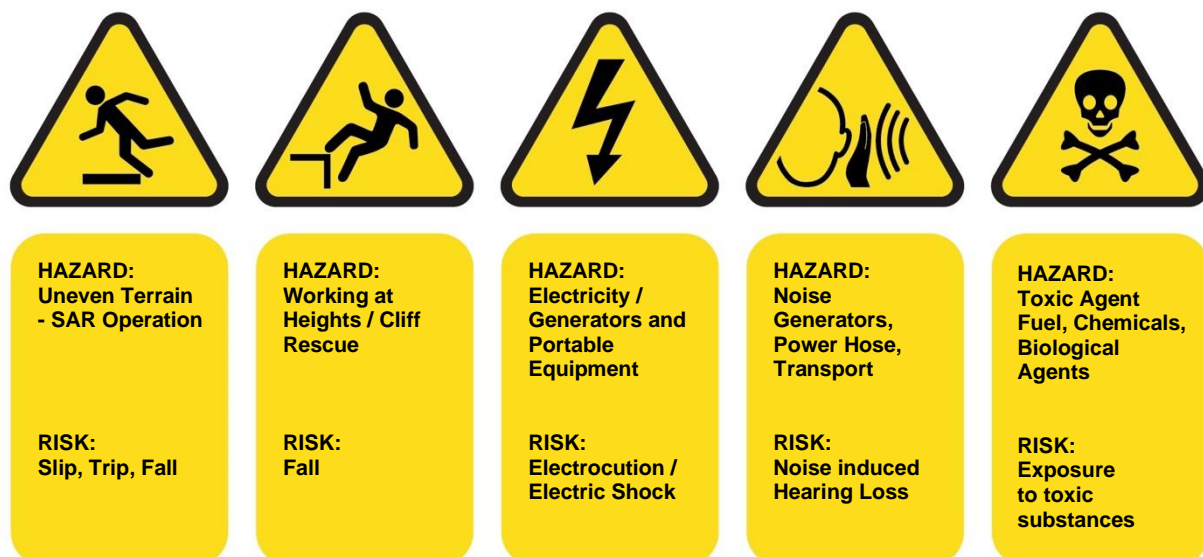 HAZARD:
Uneven Terrain
- SAR Operation
RISK:
Slip, Trip, Fall
HAZARD:
Working at
Heights / Cliff
Rescue
RISK:
Fall
HAZARD:
Electricity /
Generators and
Portable
Equipment
RISK:
Electrocution /
Electric Shock
HAZARD:
Noise
Generators,
Power Hose,
Transport
RISK:
Noise induced
Hearing Loss
HAZARD:
Toxic Agent
Fuel, Chemicals,
Biological
Agents
RISK:
Exposure
to toxic
substances